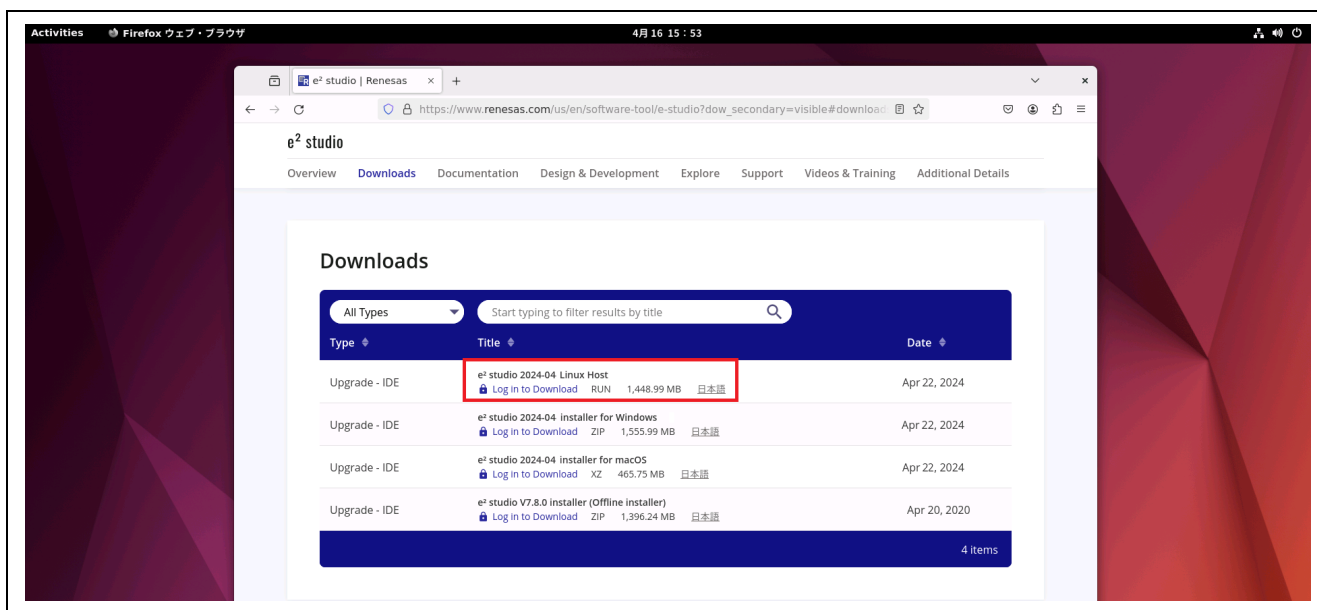 Activities Firefox ウェブ・ブラウザ 4月 16 15：53
e² studio | Renesas × +
https://www.renesas.com/us/en/software-tool/e-studio?dow_secondary=visible#download
e² studio
Overview Downloads Documentation Design & Development Explore Support Videos & Training Additional Details
Downloads
All Types Start typing to filter results by title
Type Title Date
Upgrade - IDE e² studio 2024-04 Linux Host Apr 22, 2024
Log in to Download RUN 1,448.99 MB 日本語
Upgrade - IDE e² studio 2024-04 installer for Windows Apr 22, 2024
Log in to Download ZIP 1,555.99 MB 日本語
Upgrade - IDE e² studio 2024-04 installer for macOS Apr 22, 2024
Log in to Download XZ 465.75 MB 日本語
Upgrade - IDE e² studio V7.8.0 installer (Offline installer) Apr 20, 2020
Log in to Download ZIP 1,396.24 MB 日本語
4 items